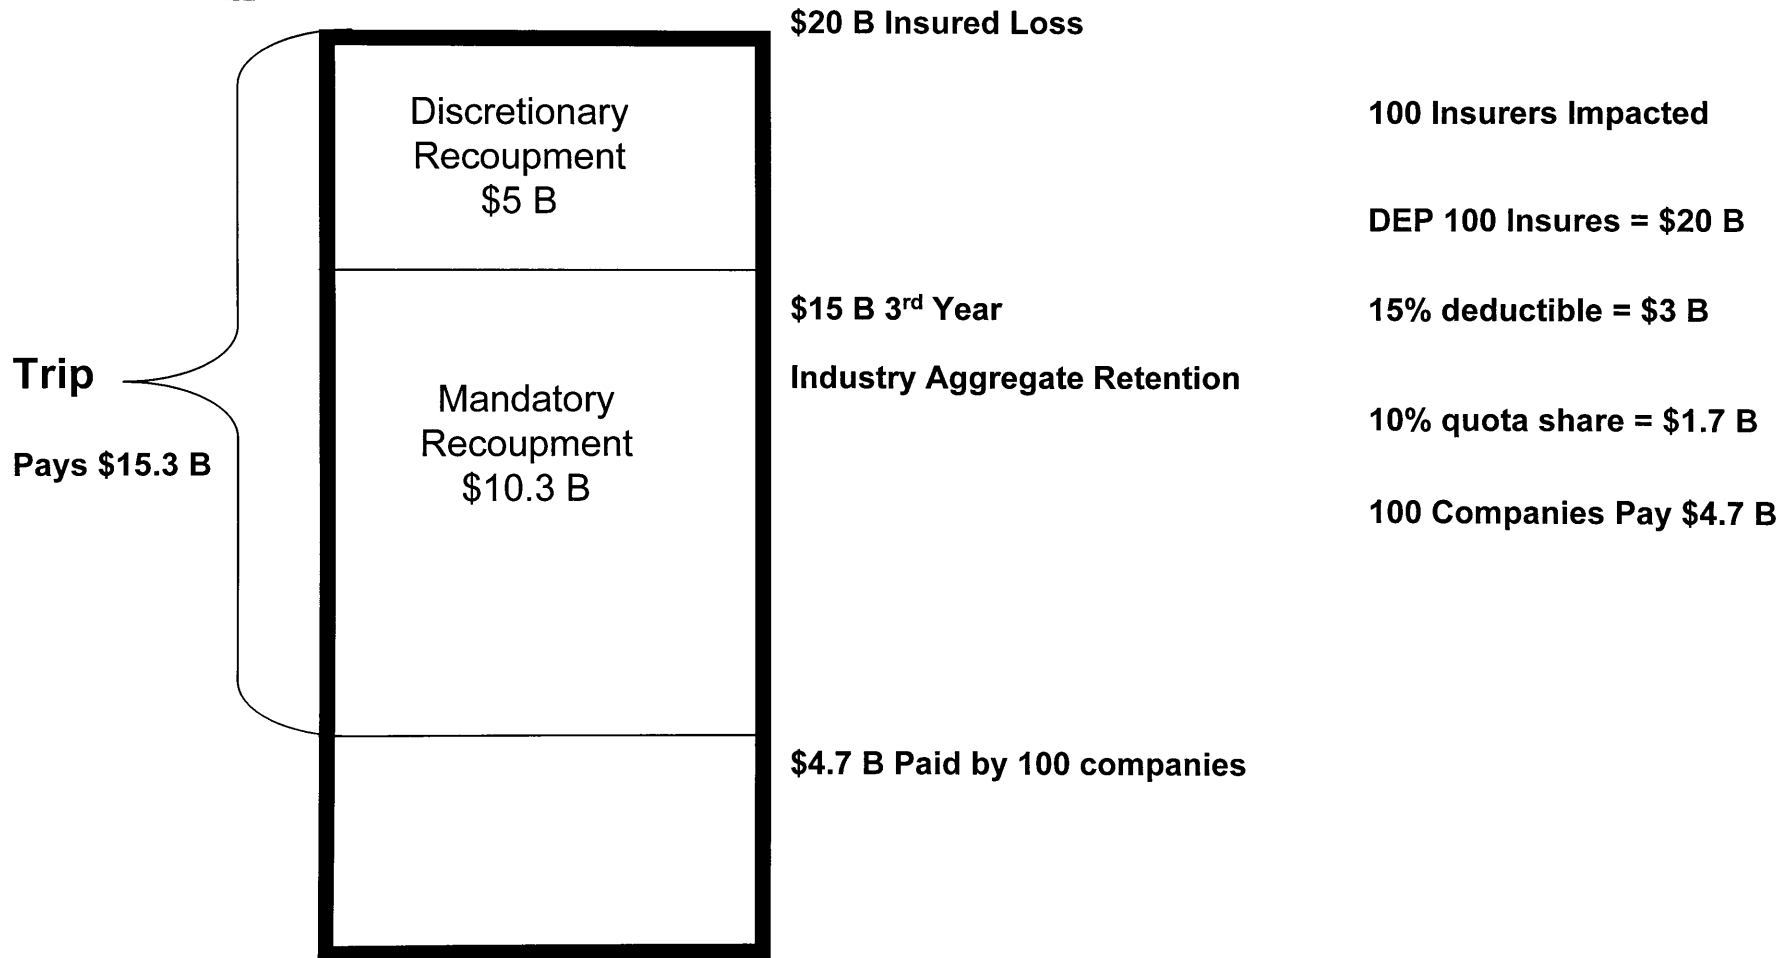 $20 B Insured Loss
Discretionary
Recoupment
$5 B
100 Insurers Impacted
DEP 100 Insures = $20 B
$15 B 3rd Year
15% deductible = $3 B
Trip
Industry Aggregate Retention
Mandatory
Recoupment
$10.3 B
10% quota share = $1.7 B
Pays $15.3 B
100 Companies Pay $4.7 B
$4.7 B Paid by 100 companies